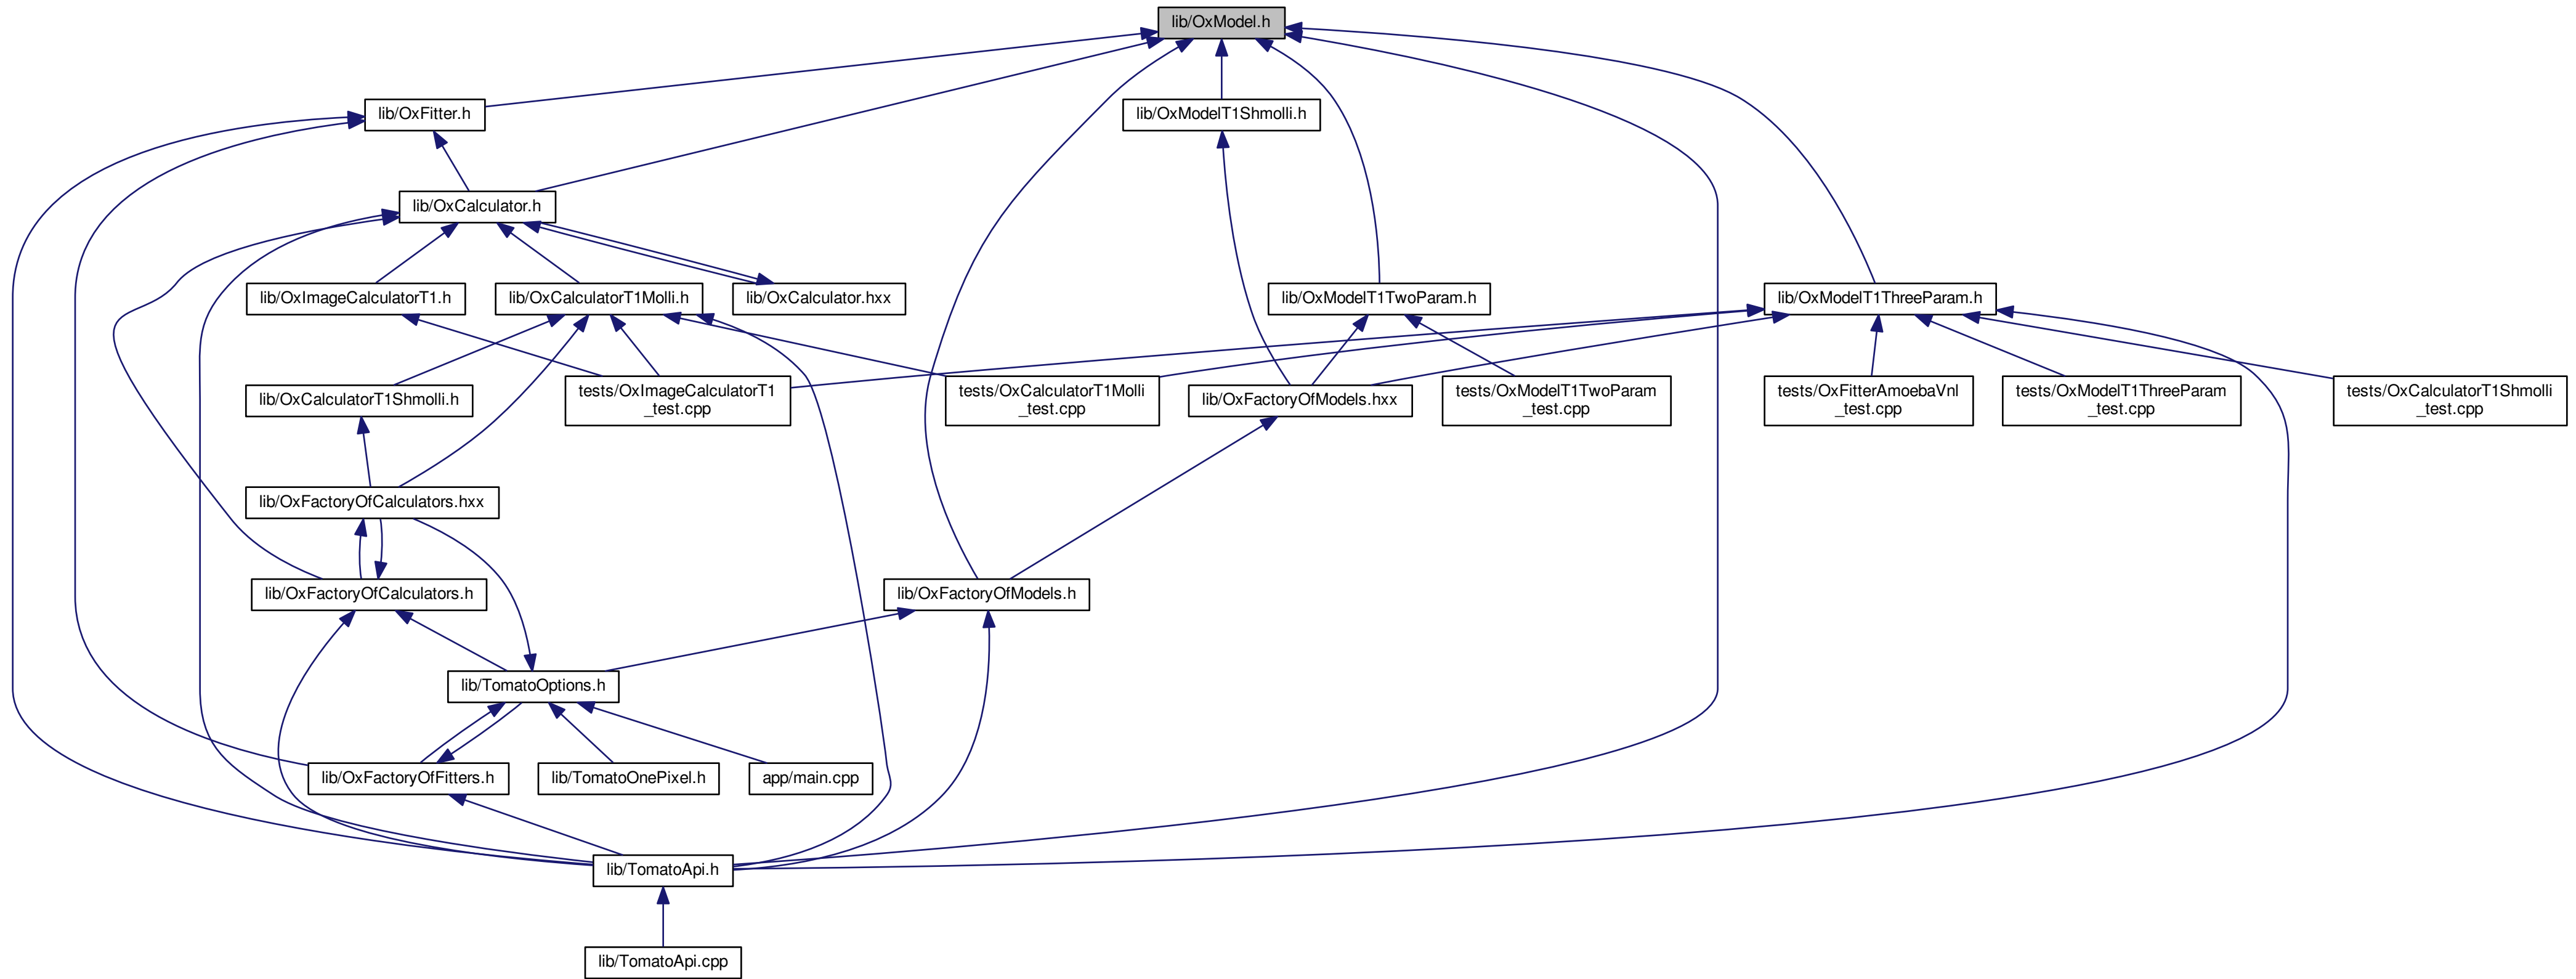 lib/OxModel.h
lib/OxFitter.h
lib/OxModelT1Shmolli.h
lib/OxCalculator.h
lib/OxImageCalculatorT1.h
lib/OxCalculatorT1Molli.h
lib/OxCalculator.hxx
lib/OxModelT1TwoParam.h
lib/OxModelT1ThreeParam.h
lib/OxCalculatorT1Shmolli.h
tests/OxImageCalculatorT1
_test.cpp
tests/OxCalculatorT1Molli
_test.cpp
lib/OxFactoryOfModels.hxx
tests/OxModelT1TwoParam
_test.cpp
tests/OxFitterAmoebaVnl
_test.cpp
tests/OxModelT1ThreeParam
_test.cpp
tests/OxCalculatorT1Shmolli
_test.cpp
lib/OxFactoryOfCalculators.hxx
lib/OxFactoryOfCalculators.h
lib/OxFactoryOfModels.h
lib/TomatoOptions.h
lib/OxFactoryOfFitters.h
lib/TomatoOnePixel.h
app/main.cpp
lib/TomatoApi.h
lib/TomatoApi.cpp